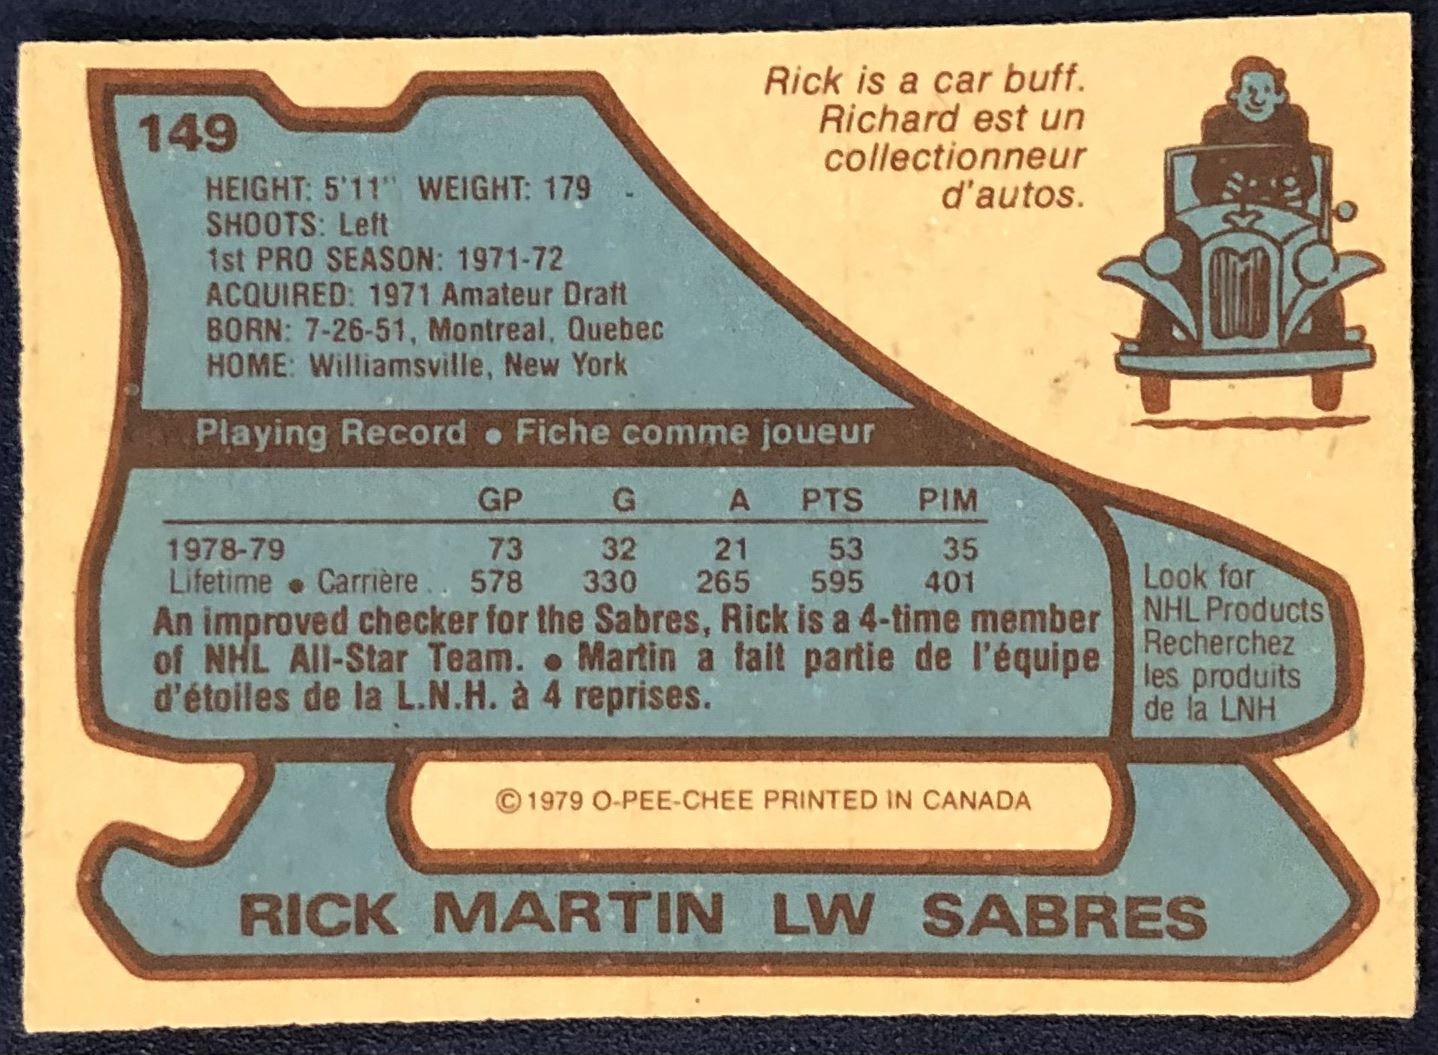 149
Rick is a car buff.
Richard est un
collectionneur
d'autos.
HEIGHT: 5'11" WEIGHT: 179
SHOOTS: Left
1st PRO SEASON: 1971-72
ACQUIRED: 1971 Amateur Draft
BORN: 7-26-51, Montreal, Quebec
HOME: Williamsville, New York
Playing Record • Fiche comme joueur
GP G A PTS PIM
1978-79 73 32 21 53 35
Lifetime • Carrière .. 578 330 265 595 401
An improved checker for the Sabres, Rick is a 4-time member
of NHL All-Star Team. • Martin a fait partie de l'équipe
d'étoiles de la L.N.H. à 4 reprises.
Look for
NHL Products
Recherchez
les produits
de la LNH
© 1979 O-PEE-CHEE PRINTED IN CANADA
RICK MARTIN LW SABRES